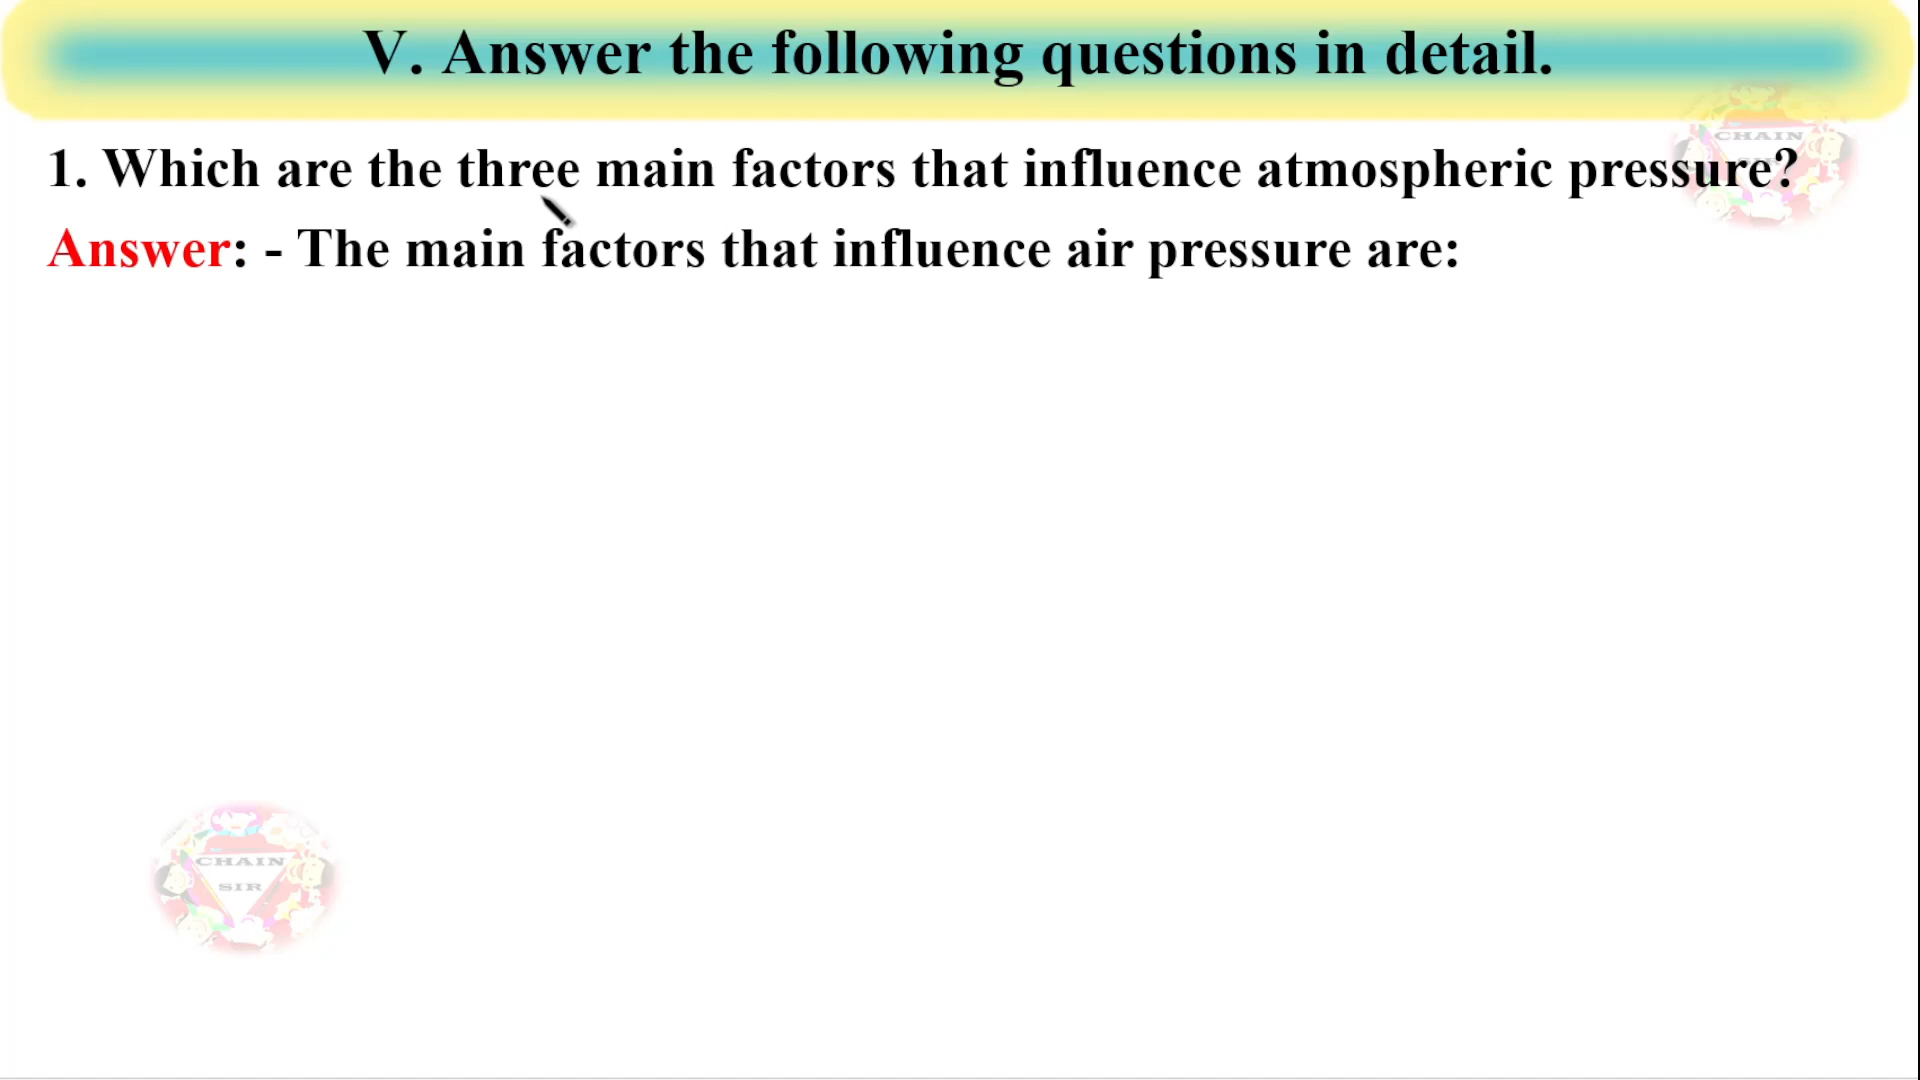 V. Answer the following questions in detail.
CHAIN
1. Which are the three main factors that influence atmospheric pressure?
Answer: - The main factors that influence air pressure are:
CHAIN
SIR